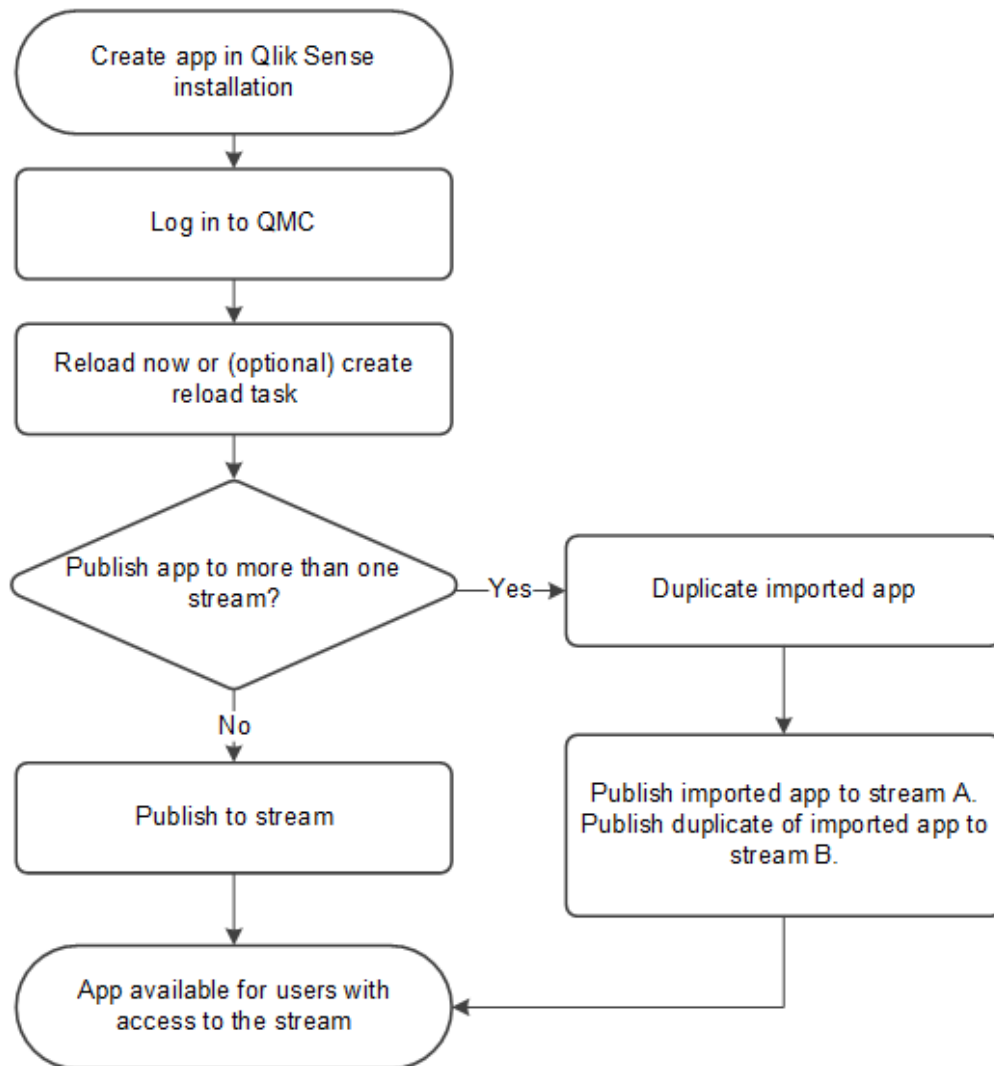 Create app in Qlik Sense
installation
Log in to QMC
Reload now or (optional) create
reload task
Publish app to more than one
stream?
Yes
Duplicate imported app
No
Publish to stream
Publish imported app to stream A.
Publish duplicate of imported app to
stream B.
App available for users with
access to the stream